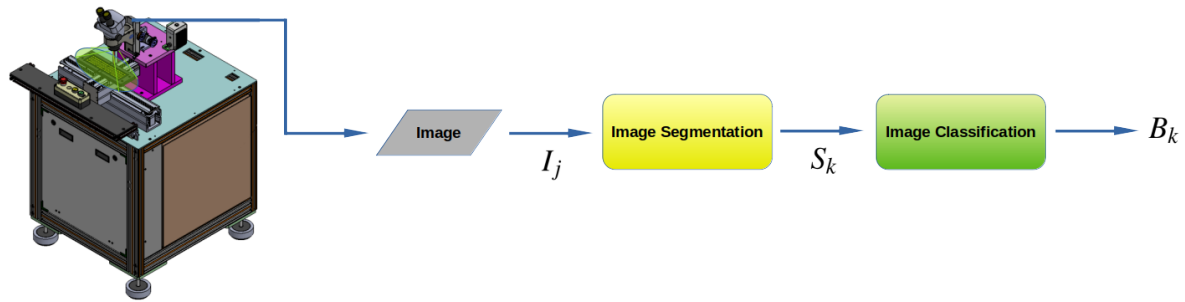 Image
I_j
Image Segmentation
S_k
Image Classification
B_k